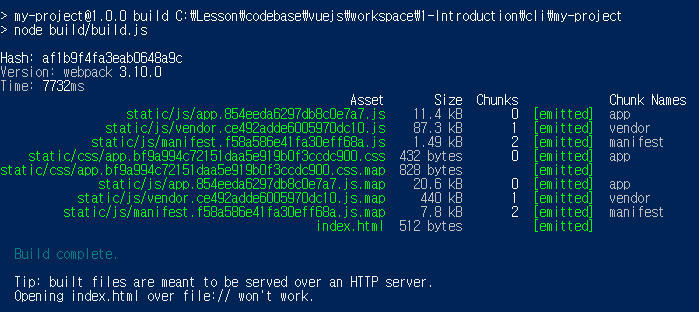 > my-project@1.0.0 build C:₩Lesson₩codebase₩vuejs₩workspace₩1-Introduction₩cli₩my-project
> node build/build.js
Hash: af1b9f4fa3eab0648a9c
Version: webpack 3.10.0
Time: 7732ms
Asset Size Chunks Chunk Names
static/js/app.854eeda6297db8c0e7a7.js 11.4 kB 0 [emitted] app
static/js/vendor.ce492adde6005970dc10.js 87.3 kB 1 [emitted] vendor
static/js/manifest.f58a586e41fa30eff68a.js 1.49 kB 2 [emitted] manifest
static/css/app.bf9a994c72151daa5e919b0f3ccdc900.css 432 bytes 0 [emitted] app
static/css/app.bf9a994c72151daa5e919b0f3ccdc900.css.map 828 bytes [emitted]
static/js/app.854eeda6297db8c0e7a7.js.map 20.6 kB 0 [emitted] app
static/js/vendor.ce492adde6005970dc10.js.map 440 kB 1 [emitted] vendor
static/js/manifest.f58a586e41fa30eff68a.js.map 7.8 kB 2 [emitted] manifest
index.html 512 bytes [emitted]
Build complete.
Tip: built files are meant to be served over an HTTP server.
Opening index.html over file:// won't work.